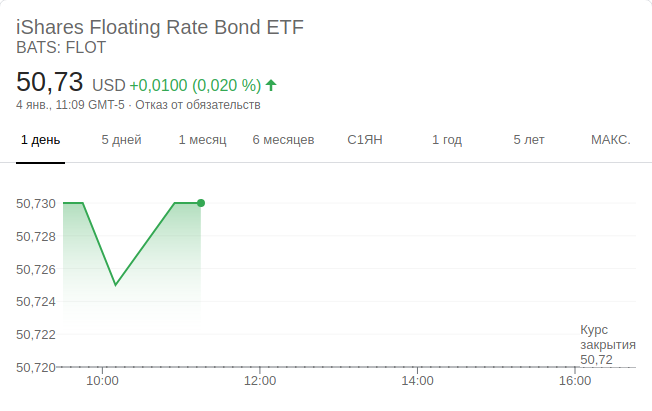 iShares Floating Rate Bond ETF
BATS: FLOT
50,73 USD +0,0100 (0,020 %)
4 янв., 11:09 GMT-5 · Отказ от обязательств
1 день 5 дней 1 месяц 6 месяцев С1ЯН 1 год 5 лет МАКС.
50,730
50,728
50,726
50,724
50,722
50,720
Курс
закрытия
50,72
10:00 12:00 14:00 16:00